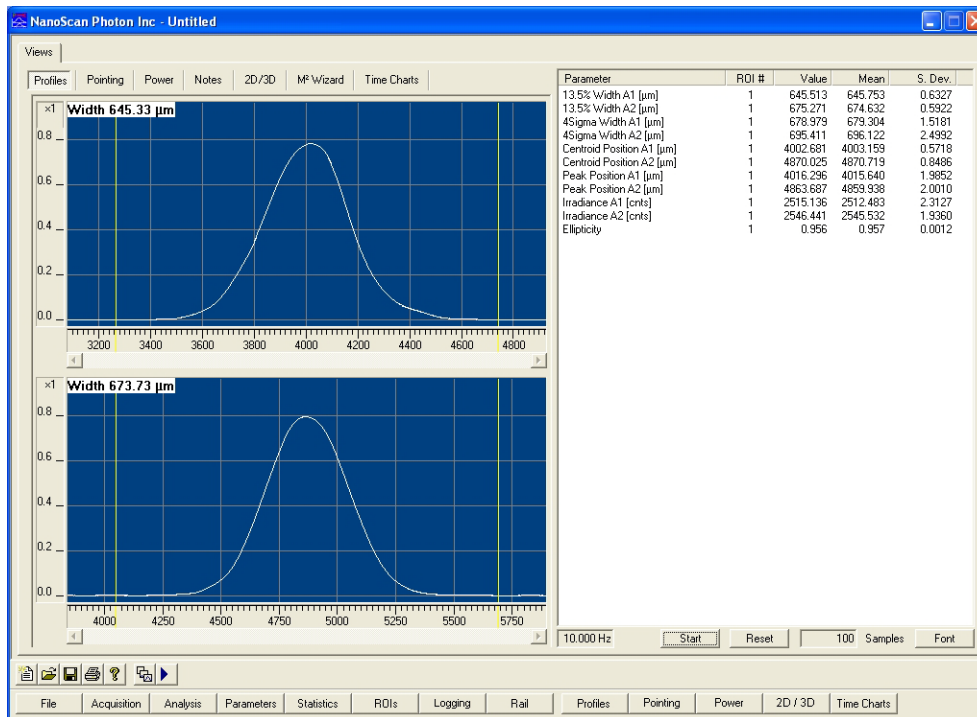 NanoScan Photon Inc - Untitled
Views
Profiles Pointing Power Notes 2D/3D M² Wizard Time Charts
×1 Width 645.33 µm
0.8
0.6
0.4
0.2
0.0
3200 3400 3600 3800 4000 4200 4400 4600 4800
×1 Width 673.73 µm
0.8
0.6
0.4
0.2
0.0
4000 4250 4500 4750 5000 5250 5500 5750
Parameter ROI # Value Mean S. Dev.
13.5% Width A1 [µm] 1 645.513 645.753 0.6327
13.5% Width A2 [µm] 1 675.271 674.632 0.5922
4Sigma Width A1 [µm] 1 678.979 679.304 1.5181
4Sigma Width A2 [µm] 1 695.411 696.122 2.4992
Centroid Position A1 [µm] 1 4002.681 4003.159 0.5718
Centroid Position A2 [µm] 1 4870.025 4870.719 0.8486
Peak Position A1 [µm] 1 4016.296 4015.640 1.9852
Peak Position A2 [µm] 1 4863.687 4859.938 2.0010
Irradiance A1 [cnts] 1 2515.136 2512.483 2.3127
Irradiance A2 [cnts] 1 2546.441 2545.532 1.9360
Ellipticity 1 0.956 0.957 0.0012
10.000 Hz Start Reset 100 Samples Font
File Acquisition Analysis Parameters Statistics ROIs Logging Rail Profiles Pointing Power 2D / 3D Time Charts